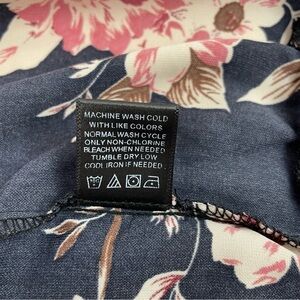 MACHINE WASH COLD
WITH LIKE COLORS
NORMAL WASH CYCLE
ONLY NON-CHLORINE
BLEACH WHEN NEEDED
TUMBLE DRY LOW
COOL IRON IF NEEDED